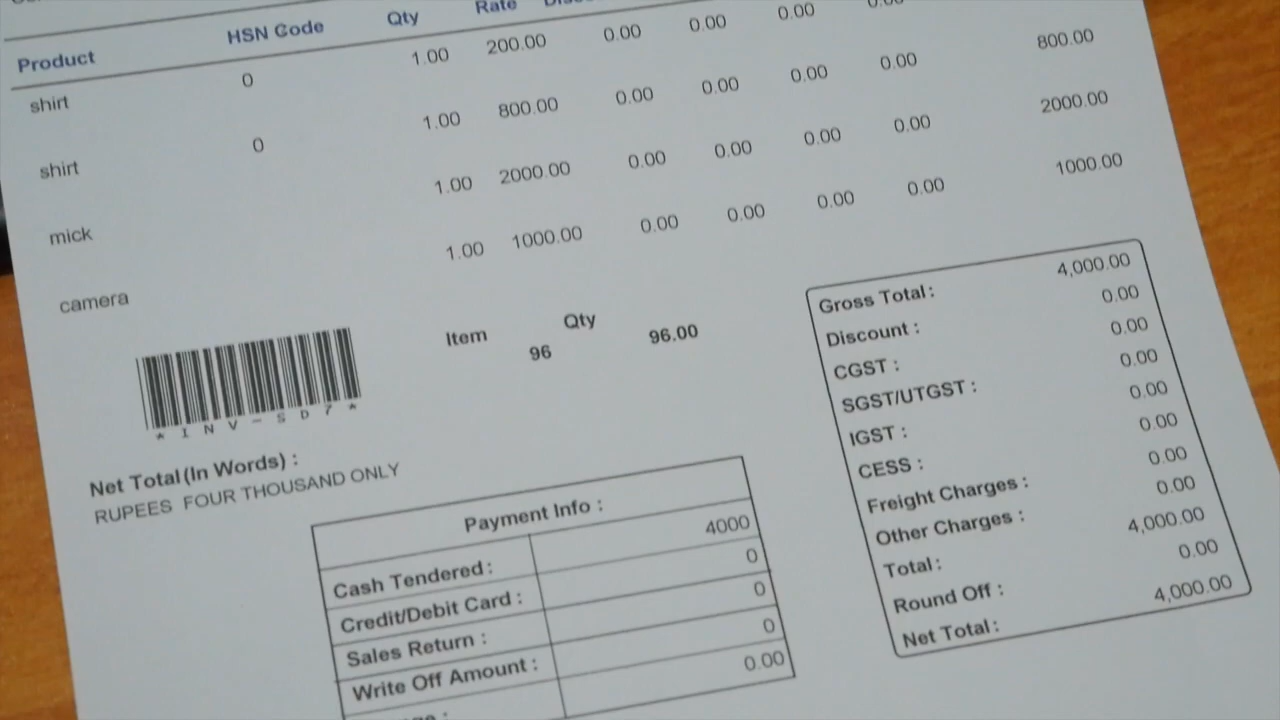 Product HSN Code Qty Rate
shirt 0 1.00 200.00 0.00 0.00 0.00
shirt 0 1.00 800.00 0.00 0.00 0.00 0.00 800.00
mick 1.00 2000.00 0.00 0.00 0.00 0.00 2000.00
camera 1.00 1000.00 0.00 0.00 0.00 0.00 1000.00
Item Qty
96 96.00
*INV-SD7*
Net Total(In Words) :
RUPEES FOUR THOUSAND ONLY
Payment Info :
Cash Tendered : 4000
Credit/Debit Card : 0
Sales Return : 0
Write Off Amount : 0
0.00
Gross Total : 4,000.00
Discount : 0.00
CGST : 0.00
SGST/UTGST : 0.00
IGST : 0.00
CESS : 0.00
Freight Charges : 0.00
Other Charges : 0.00
Total : 4,000.00
Round Off : 0.00
Net Total : 4,000.00